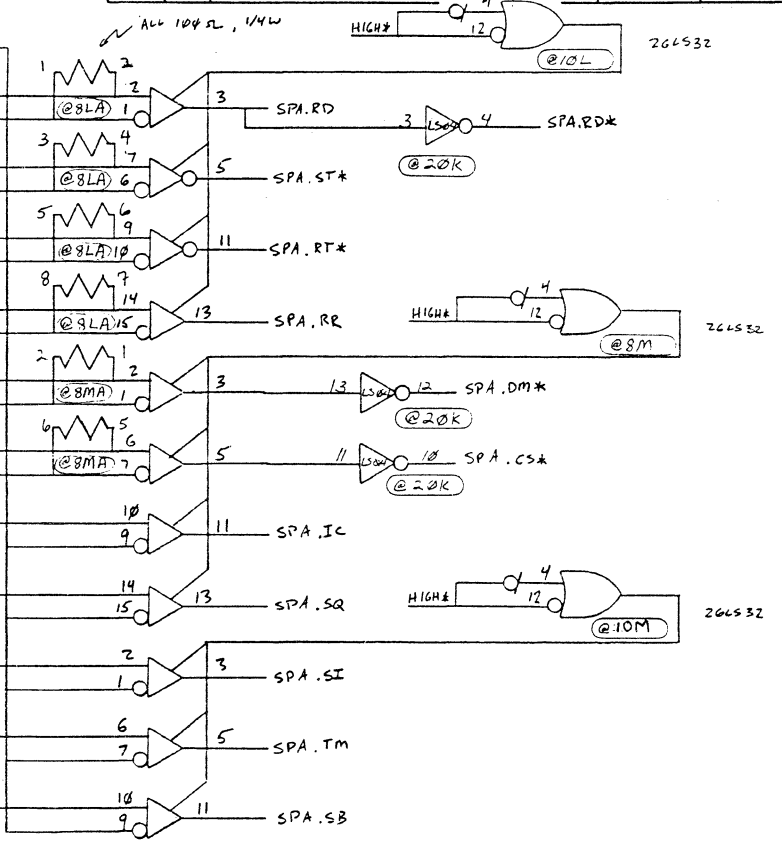 ALL 100Ω, 1/4W
HIGH* 4
12
@10L
26LS32
1 2
@8LA 2
1
3 SPA.RD
3 LS04 4 SPA.RD*
@20K
3 4
@8LA 7
6
5 SPA.ST*
5 6
@8LA 9
10
11 SPA.RT*
8 7
@8LA 14
15
13 SPA.RR
HIGH* 4
12
@8M
26LS32
2 1
@8MA 2
1
3 13 LS04 12 SPA.DM*
@20K
6 5
@8MA 6
7
5 11 LS04 10 SPA.CS*
@20K
10
9
11 SPA.IC
14
15
13 SPA.SQ
HIGH* 4
12
@10M
26LS32
2
1
3 SPA.SI
6
7
5 SPA.TM
10
9
11 SPA.SB